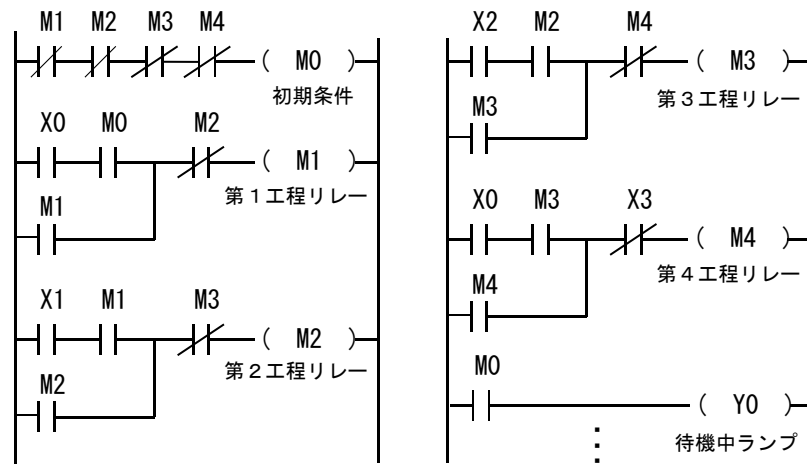 M1 M2 M3 M4
( M0 )
初期条件
X0 M0 M2
( M1 )
第1工程リレー
M1
X1 M1 M3
( M2 )
第2工程リレー
M2
X2 M2 M4
( M3 )
第3工程リレー
M3
X0 M3 X3
( M4 )
第4工程リレー
M4
M0
( Y0 )
待機中ランプ